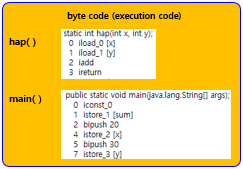 byte code (execution code)
hap( )
static int hap(int x, int y);
0 iload_0 [x]
1 iload_1 [y]
2 iadd
3 ireturn
main( )
public static void main(java.lang.String[] args);
0 iconst_0
1 istore_1 [sum]
2 bipush 20
4 istore_2 [x]
5 bipush 30
7 istore_3 [y]